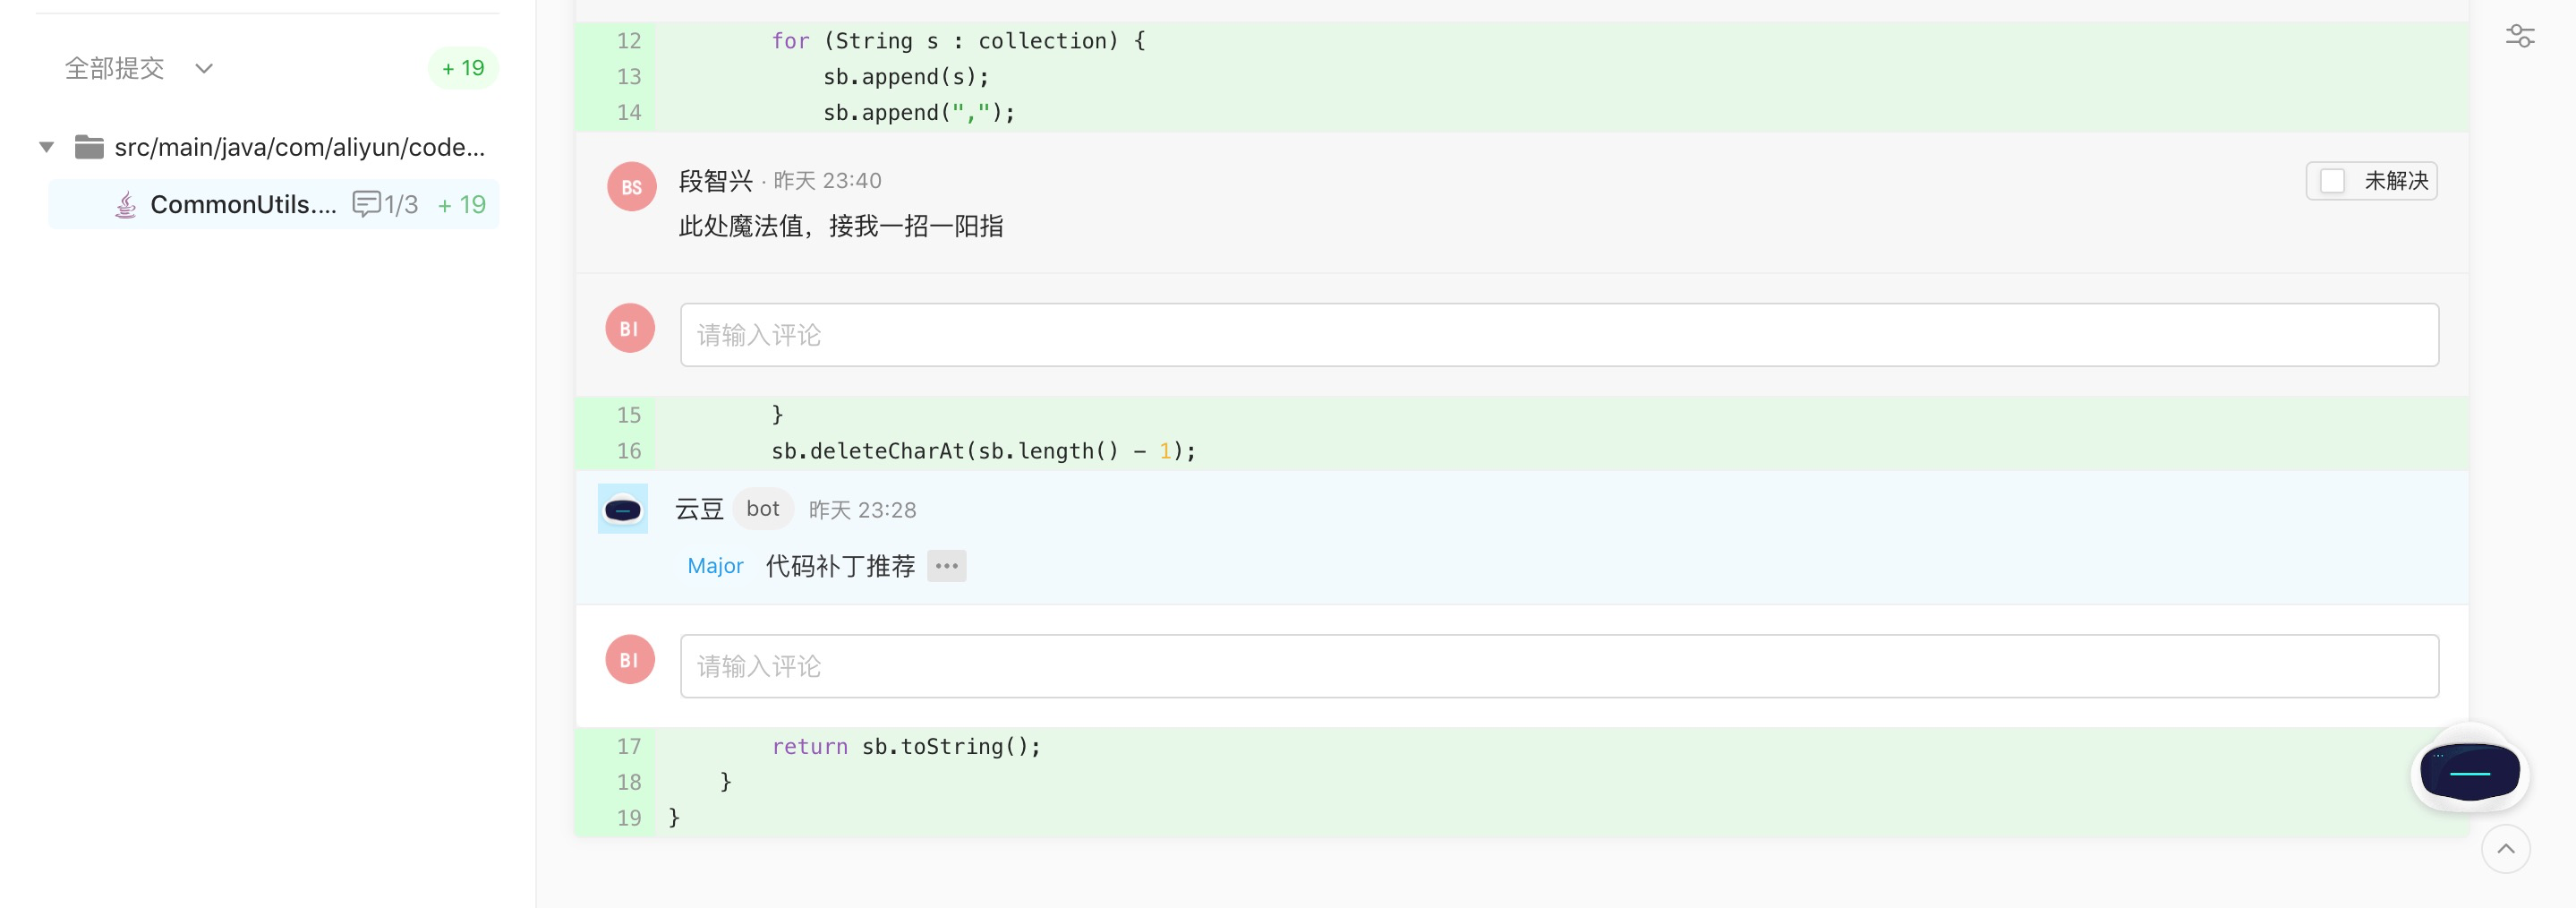 全部提交
+ 19
src/main/java/com/aliyun/code...
CommonUtils.... 1/3 + 19
12 for (String s : collection) {
13 sb.append(s);
14 sb.append(",");
BS 段智兴 · 昨天 23:40 未解决
此处魔法值，接我一招一阳指
BI 请输入评论
15 }
16 sb.deleteCharAt(sb.length() - 1);
云豆 bot 昨天 23:28
Major 代码补丁推荐 •••
BI 请输入评论
17 return sb.toString();
18 }
19 }